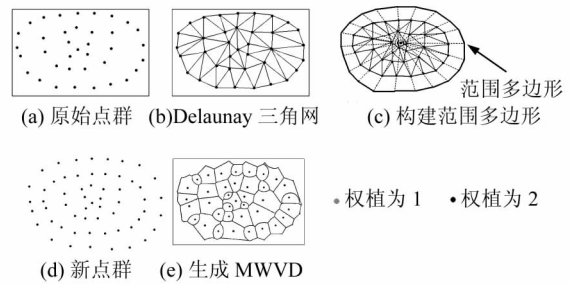 (a) 原始点群
(b)Delaunay 三角网
(c) 构建范围多边形
范围多边形
(d) 新点群
(e) 生成 MWVD
权植为 1
权植为 2